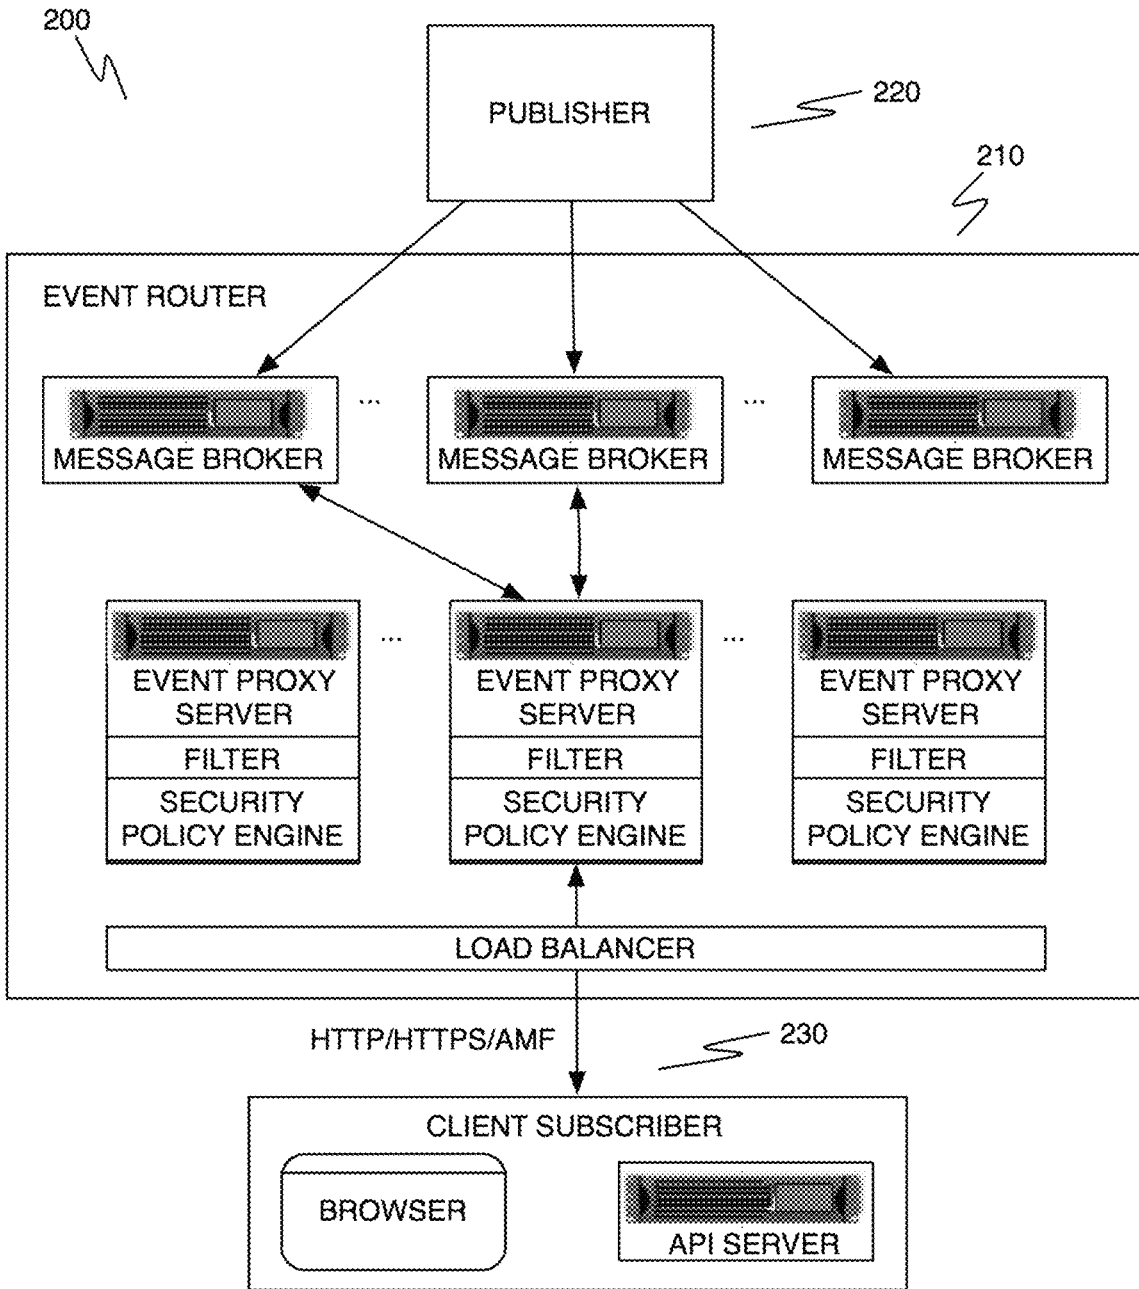 200
PUBLISHER
220
210
EVENT ROUTER
... ...
MESSAGE BROKER MESSAGE BROKER MESSAGE BROKER
... ...
EVENT PROXY EVENT PROXY EVENT PROXY
SERVER SERVER SERVER
FILTER FILTER FILTER
SECURITY SECURITY SECURITY
POLICY ENGINE POLICY ENGINE POLICY ENGINE
LOAD BALANCER
HTTP/HTTPS/AMF
230
CLIENT SUBSCRIBER
BROWSER
API SERVER